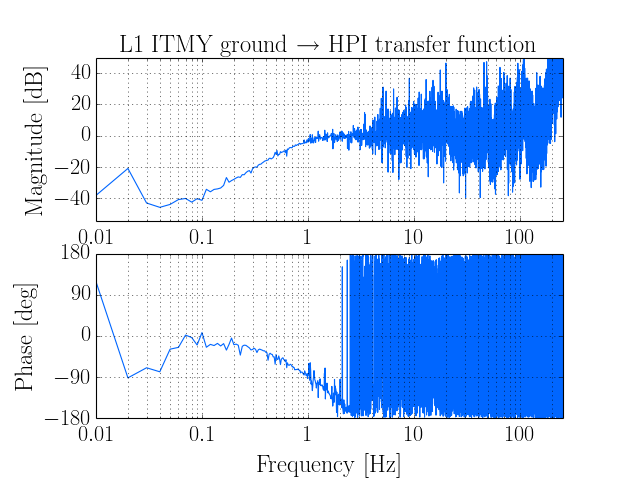 L1 ITMY ground → HPI transfer function
Magnitude [dB]
40
20
0
−20
−40
0.01 0.1 1 10 100
Phase [deg]
180
90
0
−90
−180
0.01 0.1 1 10 100
Frequency [Hz]